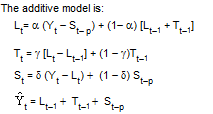 The additive model is:
Lₜ= α (Yₜ – Sₜ₋ₚ) + (1– α) [Lₜ₋₁ + Tₜ₋₁]
Tₜ = γ [Lₜ – Lₜ₋₁] + (1 – γ)Tₜ₋₁
Sₜ = δ (Yₜ – Lₜ) + (1 – δ) Sₜ₋ₚ
Ŷₜ = Lₜ₋₁ + Tₜ₋₁ + Sₜ₋ₚ